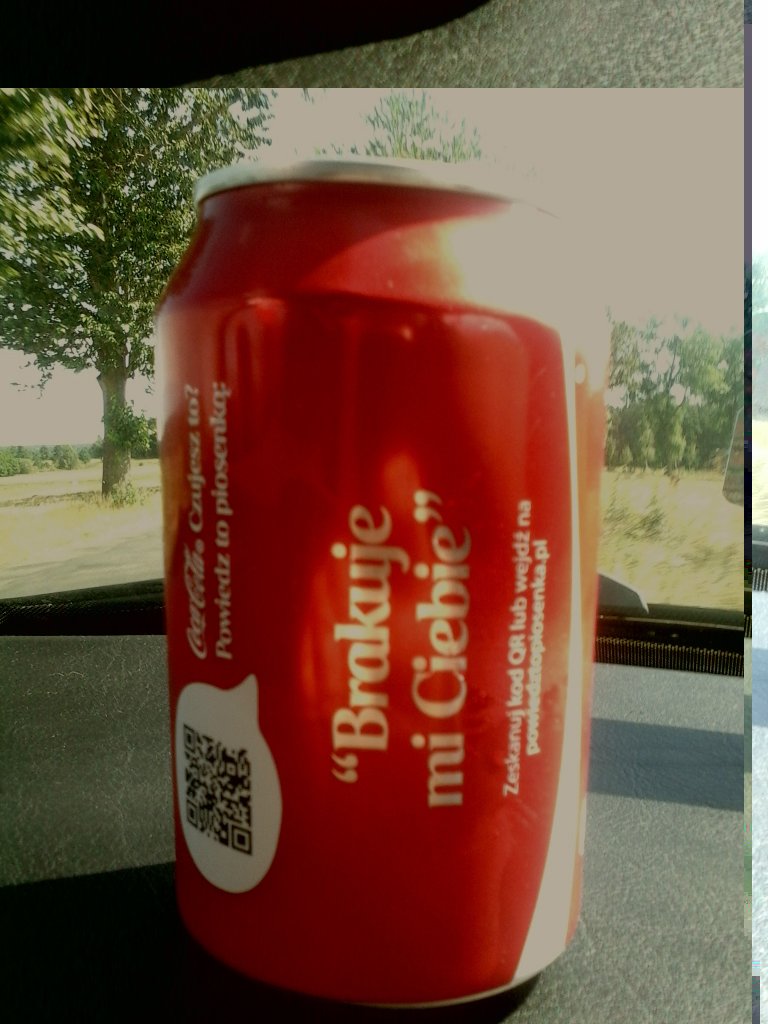 Coca-Cola. Czujesz to?
Powiedz to piosenką:
“Brakuje
mi Ciebie”
Zeskanuj kod QR lub wejdź na
powiedztopiosenka.pl